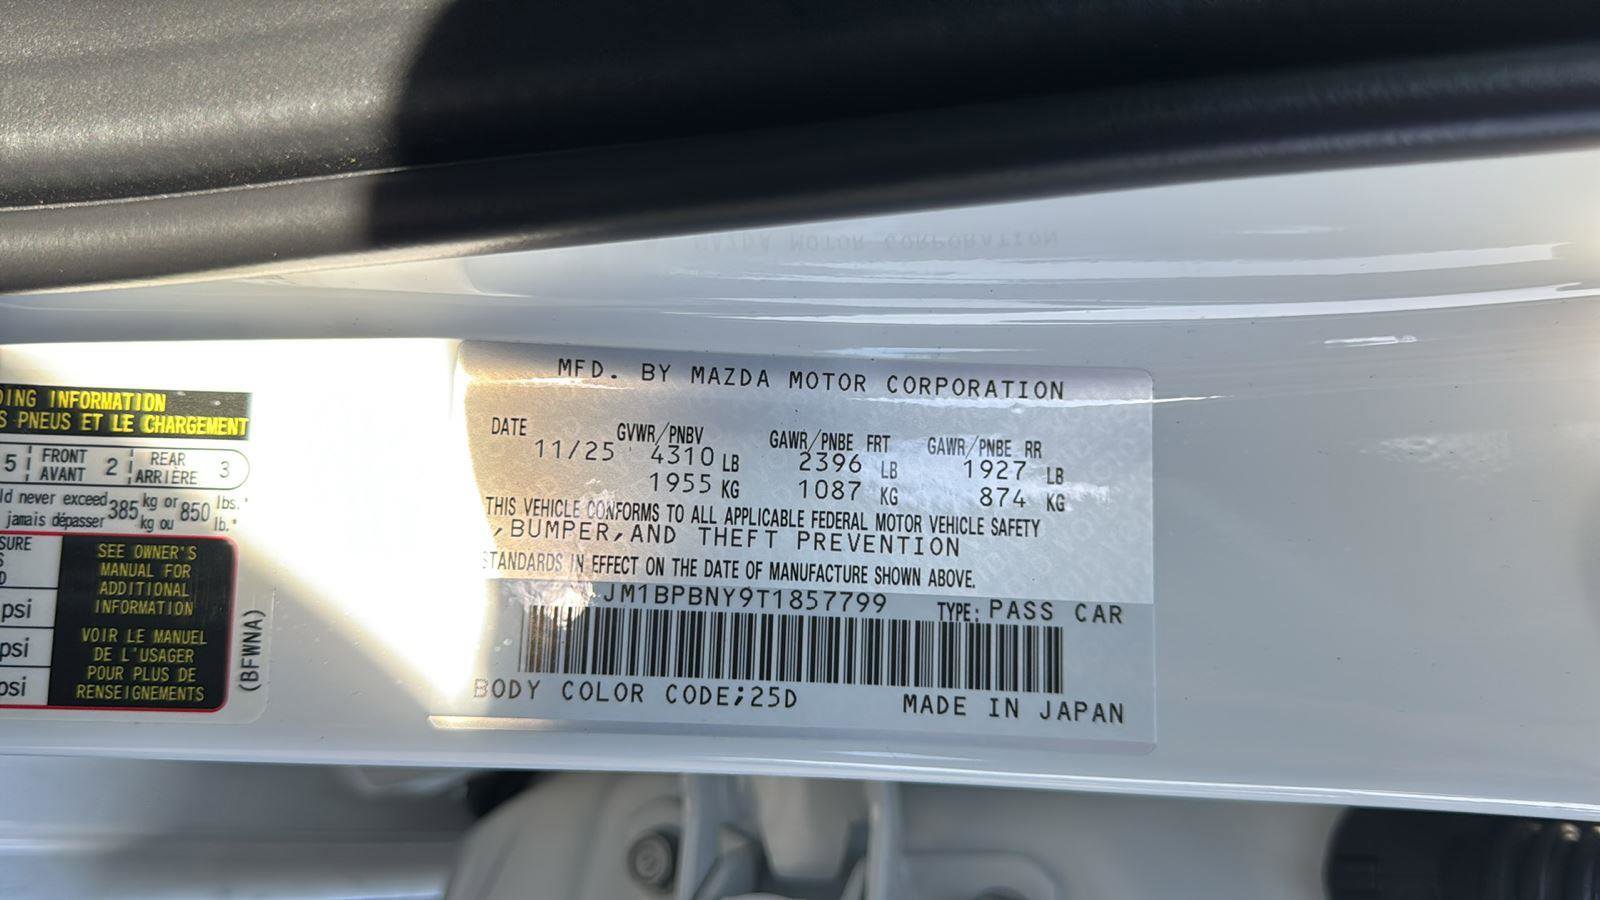 DING INFORMATION
S PNEUS ET LE CHARGEMENT
5 FRONT AVANT 2 REAR ARRIÈRE 3
ld never exceed 385 kg or 850 lbs.
jamais dépasser kg ou lb.
SURE
SEE OWNER'S
MANUAL FOR
ADDITIONAL
INFORMATION
VOIR LE MANUEL
DE L'USAGER
POUR PLUS DE
RENSEIGNEMENTS
psi
psi
psi
(BFWNA)
MFD. BY MAZDA MOTOR CORPORATION
DATE GVWR/PNBV GAWR/PNBE FRT GAWR/PNBE RR
11/25 4310 LB 2396 LB 1927 LB
1955 KG 1087 KG 874 KG
THIS VEHICLE CONFORMS TO ALL APPLICABLE FEDERAL MOTOR VEHICLE SAFETY
,BUMPER,AND THEFT PREVENTION
STANDARDS IN EFFECT ON THE DATE OF MANUFACTURE SHOWN ABOVE.
JM1BPBNY9T1857799 TYPE: PASS CAR
BODY COLOR CODE;25D MADE IN JAPAN